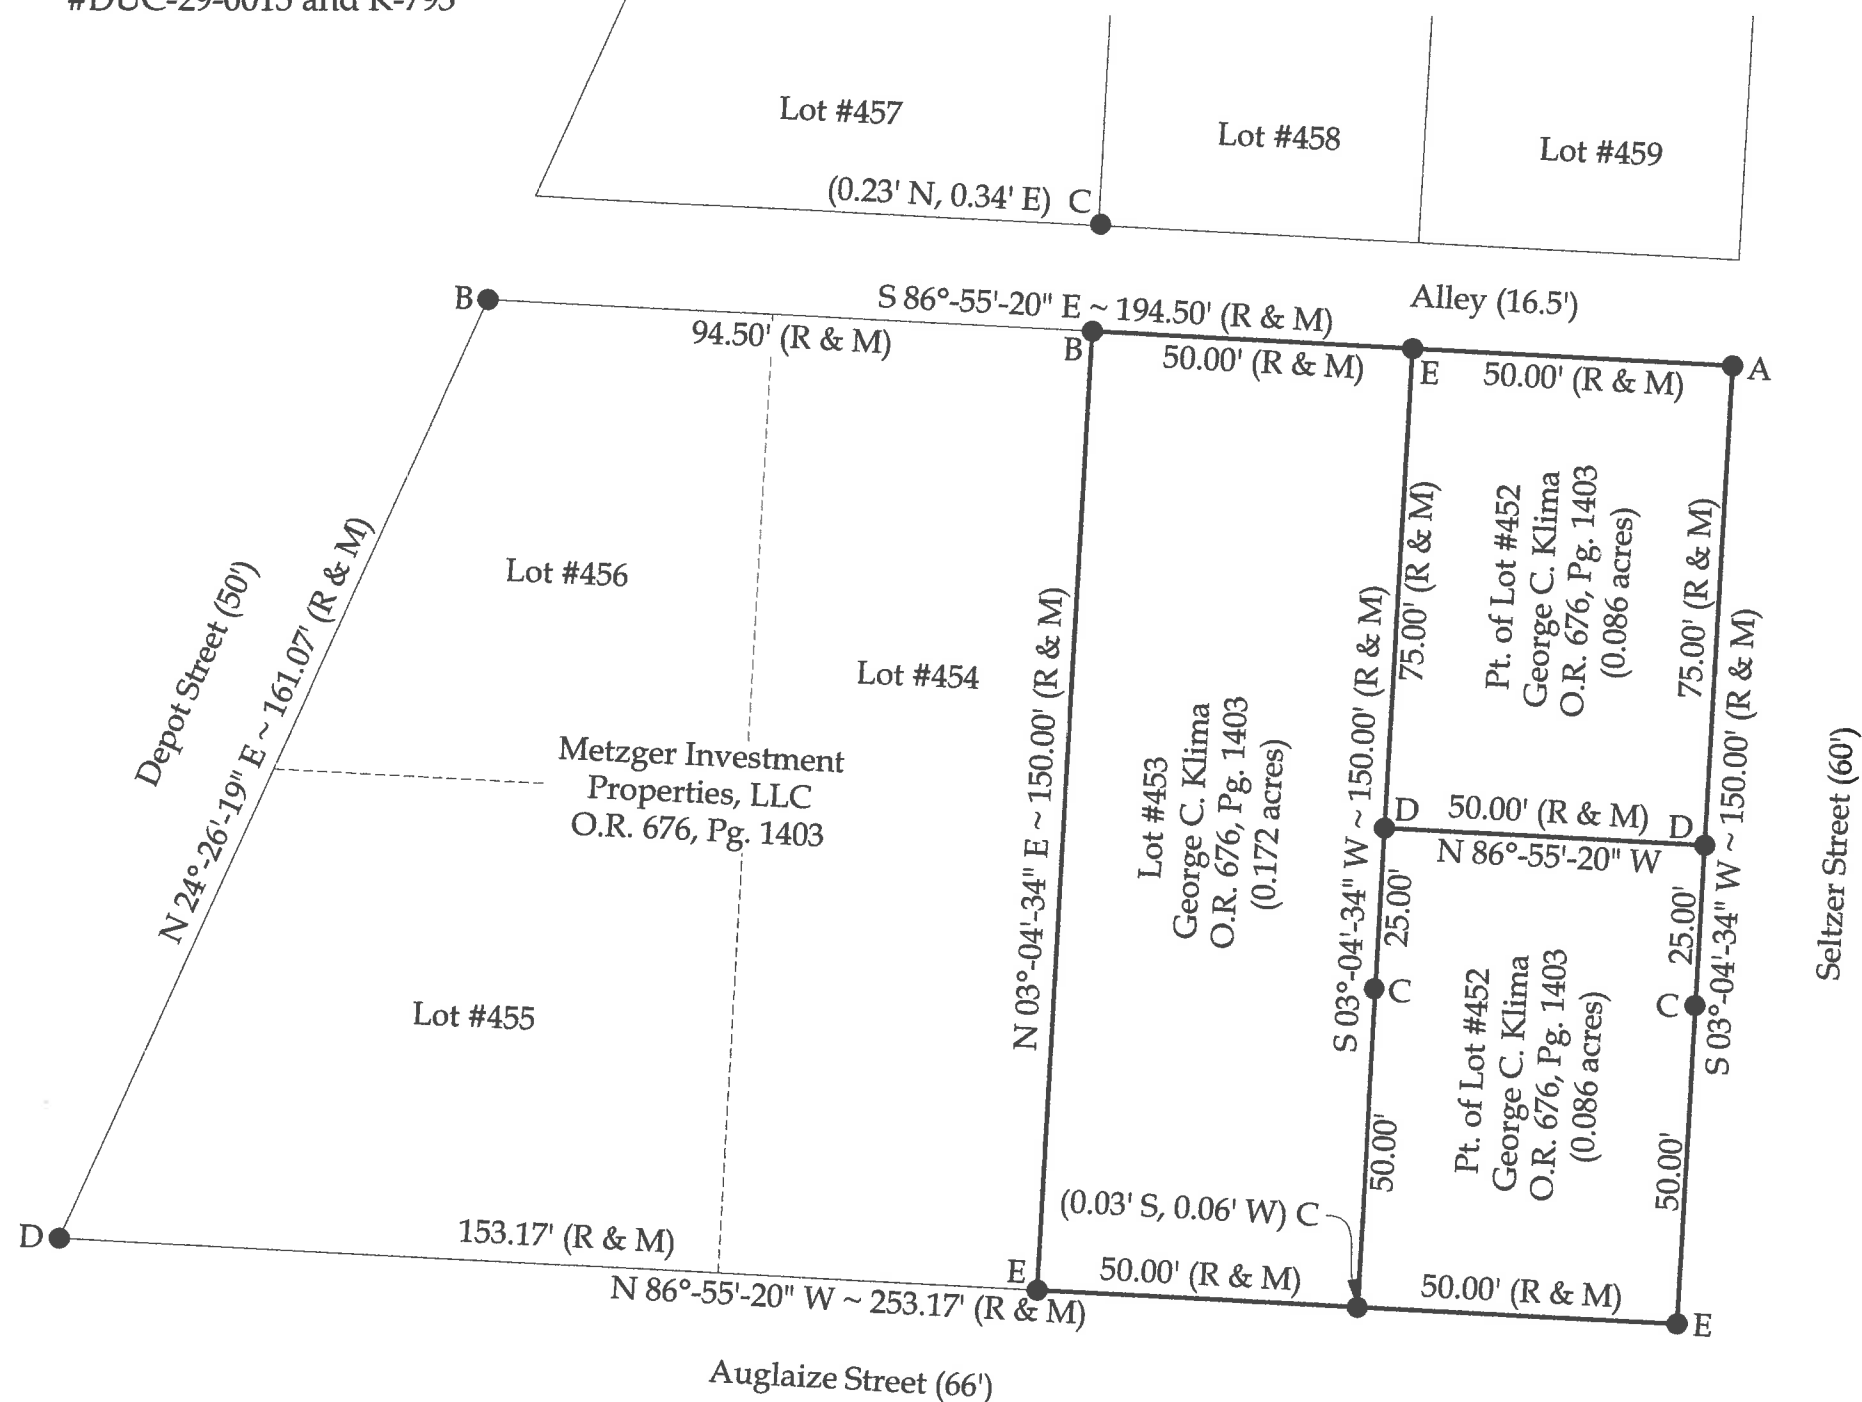 #DUC-29-0015 and R-795
Lot #457
Lot #458
Lot #459
(0.23' N, 0.34' E) C
Alley (16.5')
B
S 86°-55'-20" E ~ 194.50' (R & M)
94.50' (R & M)
B
50.00' (R & M)
E
50.00' (R & M)
A
Depot Street (50')
N 24°-26'-19" E ~ 161.07' (R & M)
Lot #456
Lot #454
Metzger Investment
Properties, LLC
O.R. 676, Pg. 1403
Lot #455
N 03°-04'-34" E ~ 150.00' (R & M)
Lot #453
George C. Klima
O.R. 676, Pg. 1403
(0.172 acres)
S 03°-04'-34" W ~ 150.00' (R & M)
75.00' (R & M)
Pt. of Lot #452
George C. Klima
O.R. 676, Pg. 1403
(0.086 acres)
75.00' (R & M)
S 03°-04'-34" W ~ 150.00' (R & M)
Seltzer Street (60')
D
50.00' (R & M)
D
N 86°-55'-20" W
25.00'
25.00'
C
C
Pt. of Lot #452
George C. Klima
O.R. 676, Pg. 1403
(0.086 acres)
50.00'
50.00'
(0.03' S, 0.06' W) C
D
153.17' (R & M)
E
50.00' (R & M)
50.00' (R & M)
E
N 86°-55'-20" W ~ 253.17' (R & M)
Auglaize Street (66')